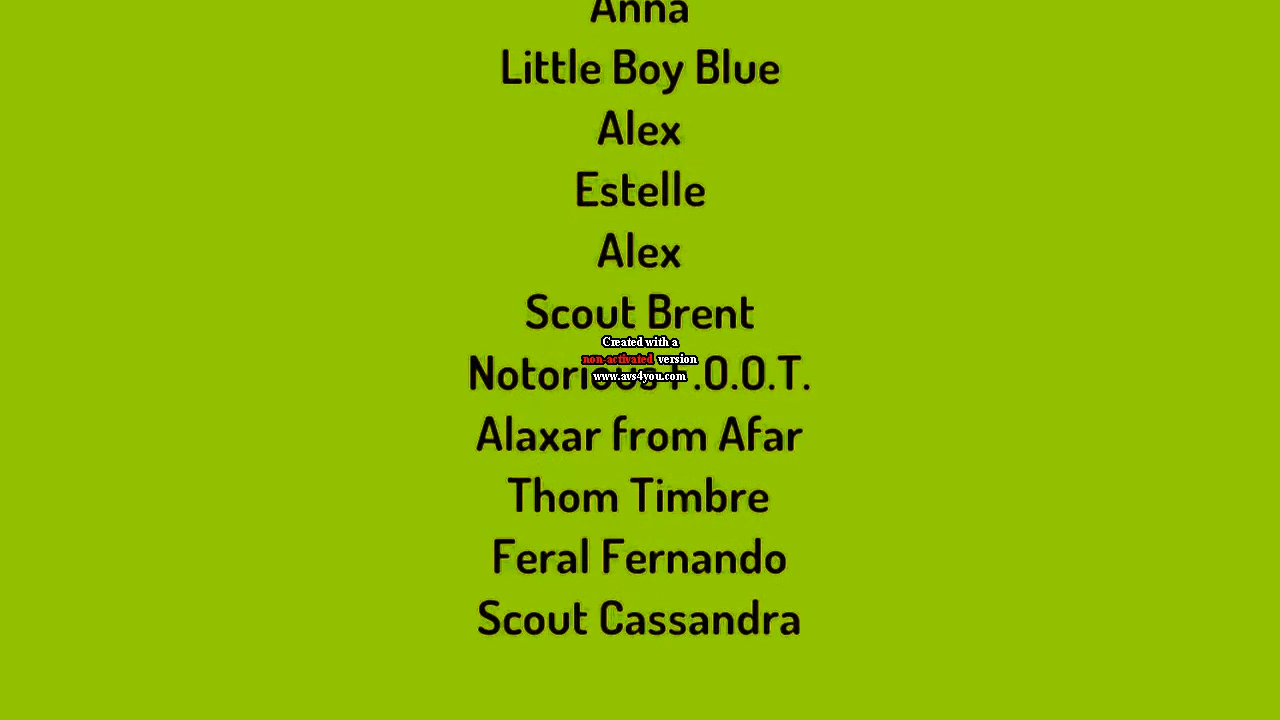 Anna
Little Boy Blue
Alex
Estelle
Alex
Scout Brent
Created with a
non-activated version
Notorious F.O.O.T.
www.avs4you.com
Alaxar from Afar
Thom Timbre
Feral Fernando
Scout Cassandra